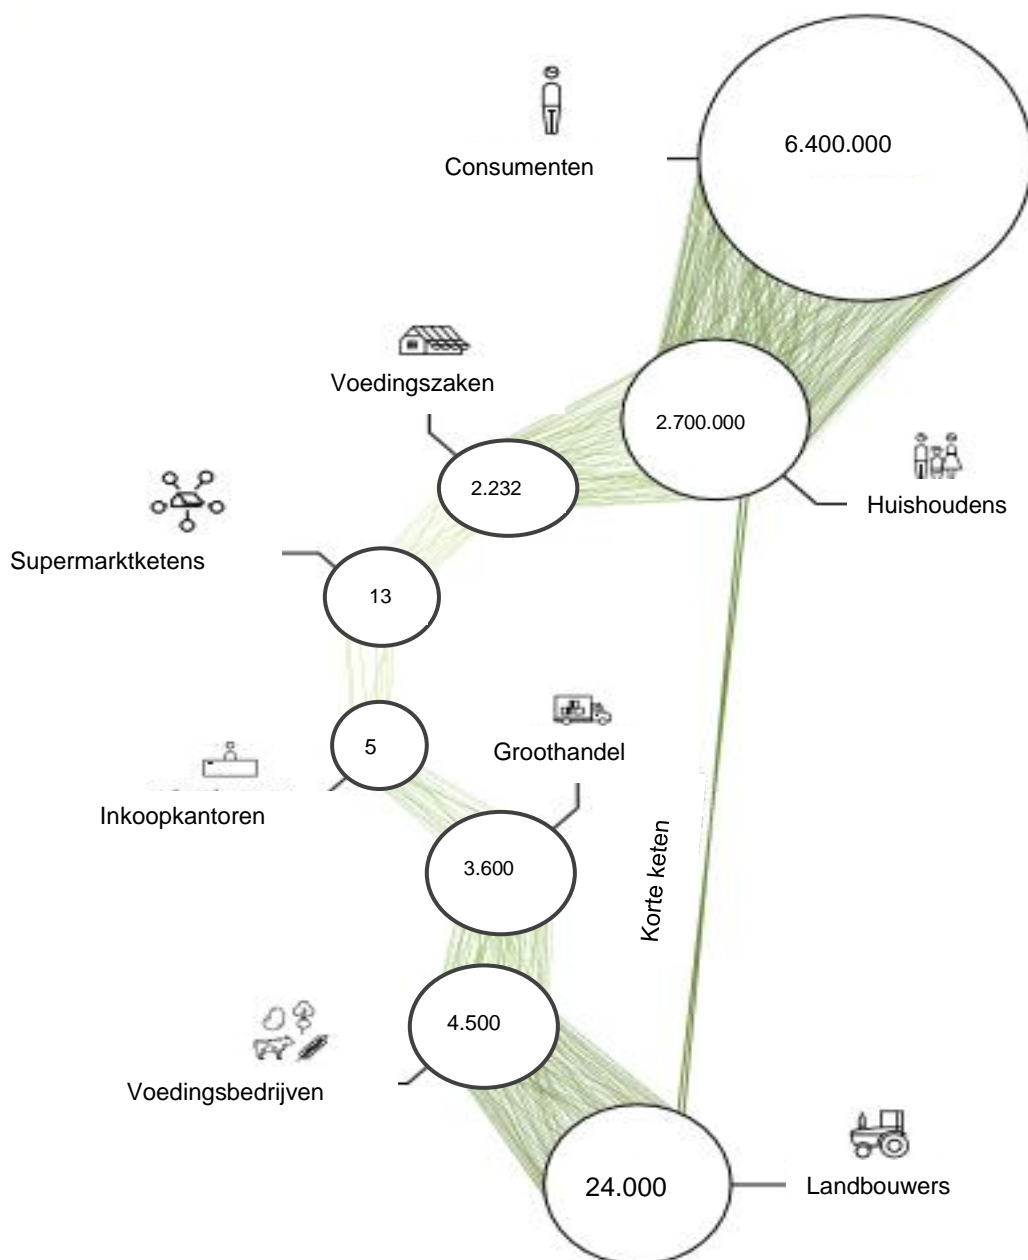 6.400.000
Consumenten
Voedingszaken
2.700.000
2.232
Huishoudens
Supermarktketens
13
5
Groothandel
Inkoopkantoren
3.600
Korte keten
4.500
Voedingsbedrijven
24.000
Landbouwers